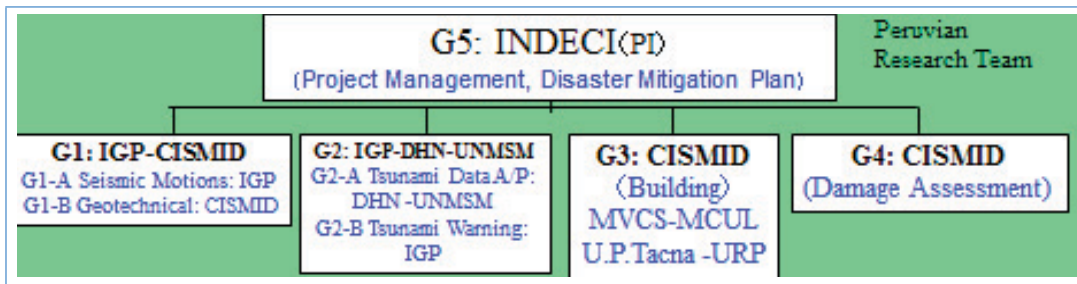 G5: INDECI(PI)
(Project Management, Disaster Mitigation Plan)
Peruvian
Research Team
G1: IGP-CISMID
G1-A Seismic Motions: IGP
G1-B Geotechnical: CISMID
G2: IGP-DHN-UNMSM
G2-A Tsunami Data A/P:
DHN -UNMSM
G2-B Tsunami Warning:
IGP
G3: CISMID
(Building)
MVCS-MCUL
U.P.Tacna -URP
G4: CISMID
(Damage Assessment)